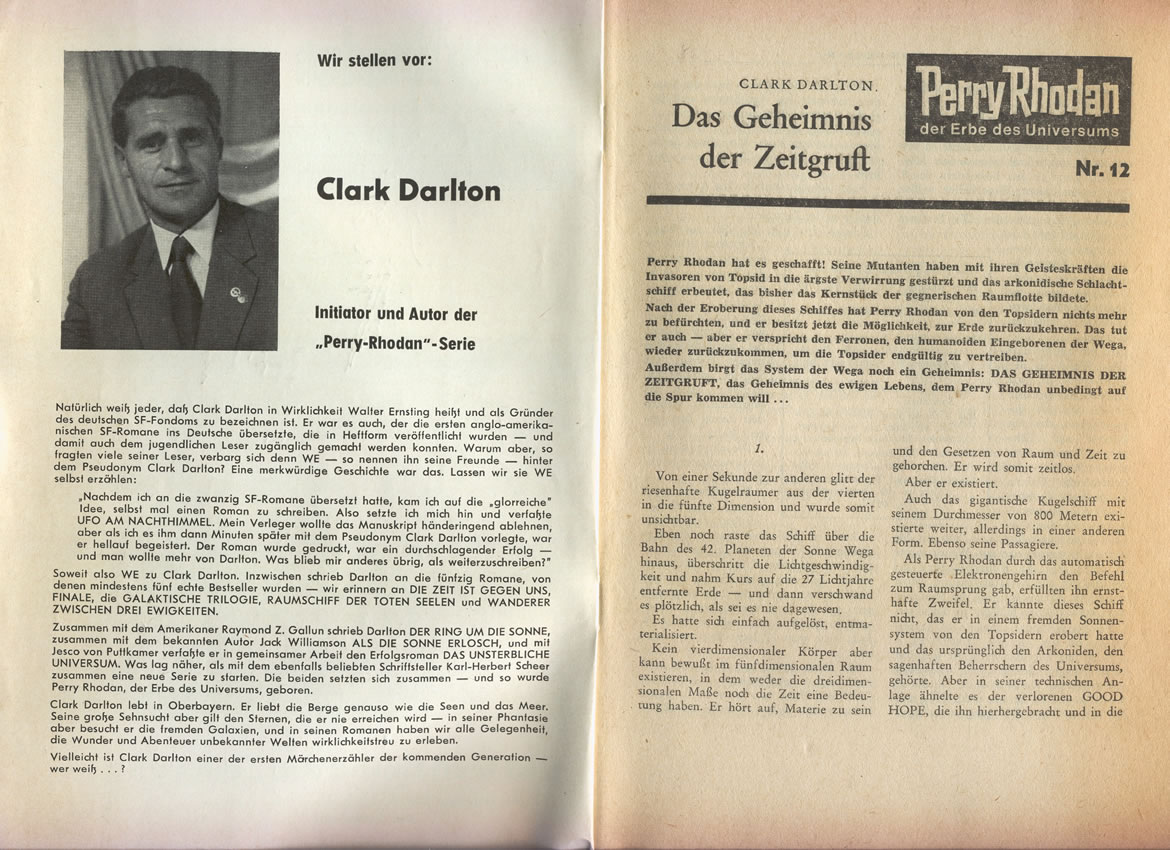 Wir stellen vor:
Clark Darlton
Initiator und Autor der
„Perry-Rhodan“-Serie
Natürlich weiß jeder, daß Clark Darlton in Wirklichkeit Walter Ernsting heißt und als Gründer
des deutschen SF-Fondoms zu bezeichnen ist. Er war es auch, der die ersten anglo-amerika-
nischen SF-Romane ins Deutsche übersetzte, die in Heftform veröffentlicht wurden — und
damit auch dem jugendlichen Leser zugänglich gemacht werden konnten. Warum aber, so
fragten viele seiner Leser, verbarg sich denn WE — so nennen ihn seine Freunde — hinter
dem Pseudonym Clark Darlton? Eine merkwürdige Geschichte war das. Lassen wir sie WE
selbst erzählen:
„Nachdem ich an die zwanzig SF-Romane übersetzt hatte, kam ich auf die „glorreiche“
Idee, selbst mal einen Roman zu schreiben. Also setzte ich mich hin und verfaßte
UFO AM NACHTHIMMEL. Mein Verleger wollte das Manuskript händeringend ablehnen,
aber als ich es ihm dann Minuten später mit dem Pseudonym Clark Darlton vorlegte, war
er hellauf begeistert. Der Roman wurde gedruckt, war ein durchschlagender Erfolg —
und man wollte mehr von Darlton. Was blieb mir anderes übrig, als weiterzuschreiben?“
Soweit also WE zu Clark Darlton. Inzwischen schrieb Darlton an die fünfzig Romane, von
denen mindestens fünf echte Bestseller wurden — wir erinnern an DIE ZEIT IST GEGEN UNS,
FINALE, die GALAKTISCHE TRILOGIE, RAUMSCHIFF DER TOTEN SEELEN und WANDERER
ZWISCHEN DREI EWIGKEITEN.
Zusammen mit dem Amerikaner Raymond Z. Gallun schrieb Darlton DER RING UM DIE SONNE,
zusammen mit dem bekannten Autor Jack Williamson ALS DIE SONNE ERLOSCH, und mit
Jesco von Puttkamer verfaßte er in gemeinsamer Arbeit den Erfolgsroman DAS UNSTERBLICHE
UNIVERSUM. Was lag näher, als mit dem ebenfalls beliebten Schriftsteller Karl-Herbert Scheer
zusammen eine neue Serie zu starten. Die beiden setzten sich zusammen — und so wurde
Perry Rhodan, der Erbe des Universums, geboren.
Clark Darlton lebt in Oberbayern. Er liebt die Berge genauso wie die Seen und das Meer.
Seine große Sehnsucht aber gilt den Sternen, die er nie erreichen wird — in seiner Phantasie
aber besucht er die fremden Galaxien, und in seinen Romanen haben wir alle Gelegenheit,
die Wunder und Abenteuer unbekannter Welten wirklichkeitstreu zu erleben.
Vielleicht ist Clark Darlton einer der ersten Märchenerzähler der kommenden Generation —
wer weiß . . . ?
CLARK DARLTON
Das Geheimnis
der Zeitgruft
Perry Rhodan
der Erbe des Universums
Nr. 12
Perry Rhodan hat es geschafft! Seine Mutanten haben mit ihren Geisteskräften die
Invasoren von Topsid in die ärgste Verwirrung gestürzt und das arkonidische Schlacht-
schiff erbeutet, das bisher das Kernstück der gegnerischen Raumflotte bildete.
Nach der Eroberung dieses Schiffes hat Perry Rhodan von den Topsidern nichts mehr
zu befürchten, und er besitzt jetzt die Möglichkeit, zur Erde zurückzukehren. Das tut
er auch — aber er verspricht den Ferronen, den humanoiden Eingeborenen der Wega,
wieder zurückzukommen, um die Topsider endgültig zu vertreiben.
Außerdem birgt das System der Wega noch ein Geheimnis: DAS GEHEIMNIS DER
ZEITGRUFT, das Geheimnis des ewigen Lebens, dem Perry Rhodan unbedingt auf
die Spur kommen will . . .
1.
Von einer Sekunde zur anderen glitt der
riesenhafte Kugelraumer aus der vierten
in die fünfte Dimension und wurde somit
unsichtbar.
Eben noch raste das Schiff über die
Bahn des 42. Planeten der Sonne Wega
hinaus, überschritt die Lichtgeschwindig-
keit und nahm Kurs auf die 27 Lichtjahre
entfernte Erde — und dann verschwand
es plötzlich, als sei es nie dagewesen.
Es hatte sich einfach aufgelöst, entma-
terialisiert.
Kein vierdimensionaler Körper aber
kann bewußt im fünfdimensionalen Raum
existieren, in dem weder die dreidimen-
sionalen Maße noch die Zeit eine Bedeu-
tung haben. Er hört auf, Materie zu sein
und den Gesetzen von Raum und Zeit zu
gehorchen. Er wird somit zeitlos.
Aber er existiert.
Auch das gigantische Kugelschiff mit
seinem Durchmesser von 800 Metern exi-
stierte weiter, allerdings in einer anderen
Form. Ebenso seine Passagiere.
Als Perry Rhodan durch das automatisch
gesteuerte Elektronengehirn den Befehl
zum Raumsprung gab, erfüllten ihn ernst-
hafte Zweifel. Er kannte dieses Schiff
nicht, das er in einem fremden Sonnen-
system von den Topsidern erobert hatte
und das ursprünglich den Arkoniden, den
sagenhaften Beherrschern des Universums,
gehörte. Aber in seiner technischen An-
lage ähnelte es der verlorenen GOOD
HOPE, die ihn hierhergebracht und in die